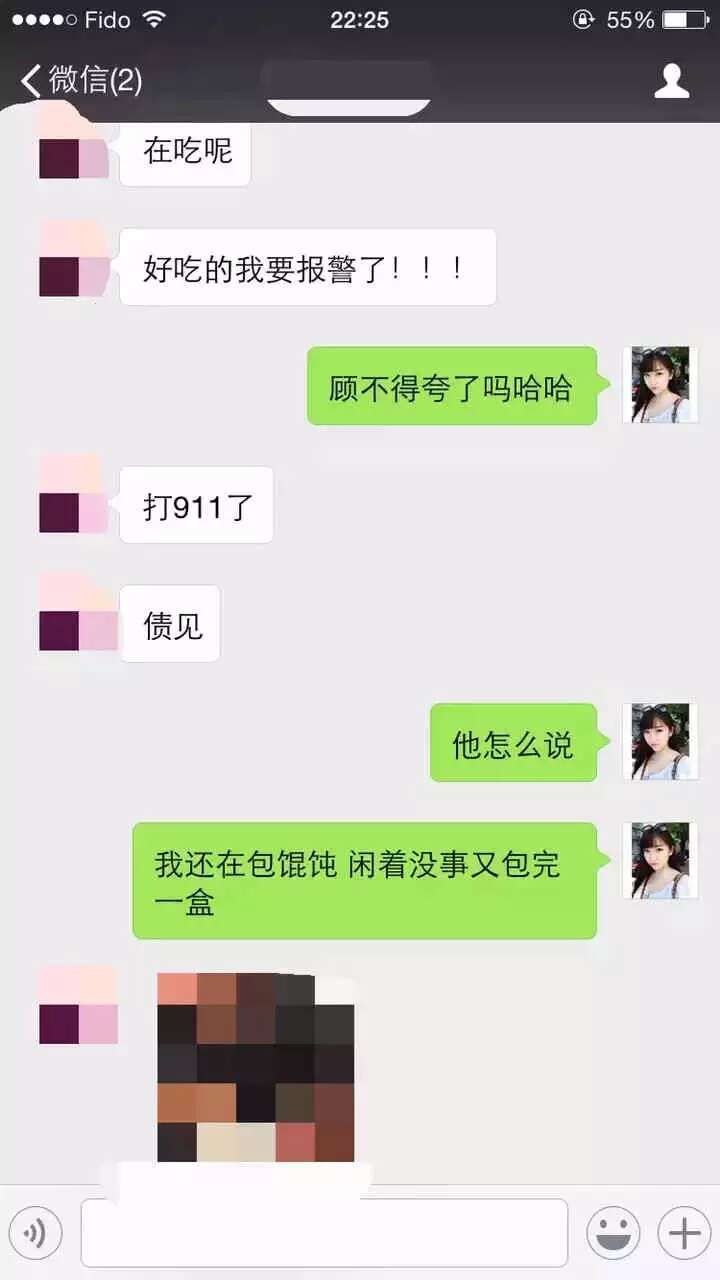 Fido 22:25 55%
微信(2)
在吃呢
好吃的我要报警了！！！
顾不得夸了吗哈哈
打911了
债见
他怎么说
我还在包馄饨 闲着没事又包完
一盒